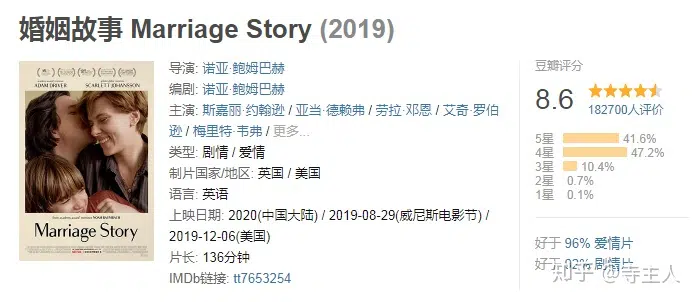 婚姻故事 Marriage Story (2019)
ADAM DRIVER SCARLETT JOHANSSON
Marriage Story
导演: 诺亚·鲍姆巴赫
编剧: 诺亚·鲍姆巴赫
主演: 斯嘉丽·约翰逊 / 亚当·德赖弗 / 劳拉·邓恩 / 艾奇·罗伯
逊 / 梅里特·韦弗 / 更多...
类型: 剧情 / 爱情
制片国家/地区: 英国 / 美国
语言: 英语
上映日期: 2020(中国大陆) / 2019-08-29(威尼斯电影节) /
2019-12-06(美国)
片长: 136分钟
IMDb链接: tt7653254
豆瓣评分
8.6
182700人评价
5星 41.6%
4星 47.2%
3星 10.4%
2星 0.7%
1星 0.1%
好于 96% 爱情片
好于 92% 剧情片
知乎 @寺主人